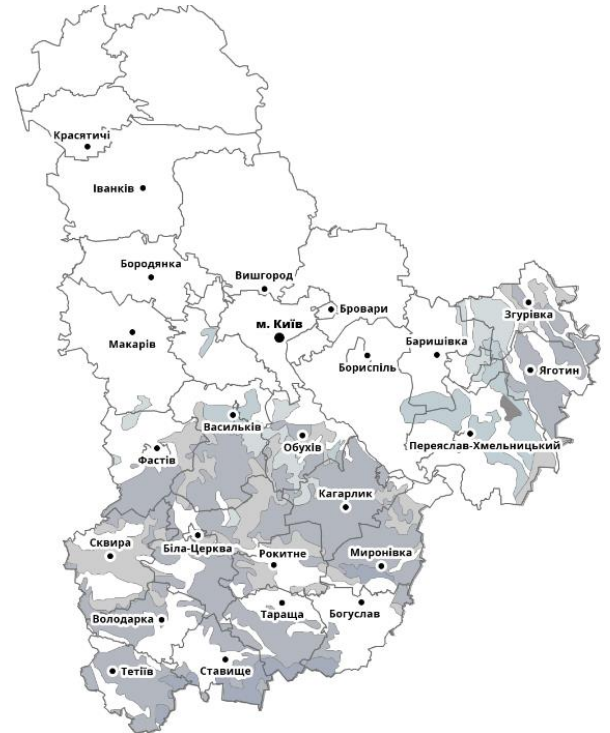 Красятичі
Іванків
Бородянка
Вишгород
Бровари
Згурівка
м. Київ
Макарів
Баришівка
Бориспіль
Яготин
Васильків
Обухів
Переяслав-Хмельницький
Фастів
Кагарлик
Сквира
Біла-Церква
Рокитне
Миронівка
Володарка
Тараща
Богуслав
Тетіїв
Ставище